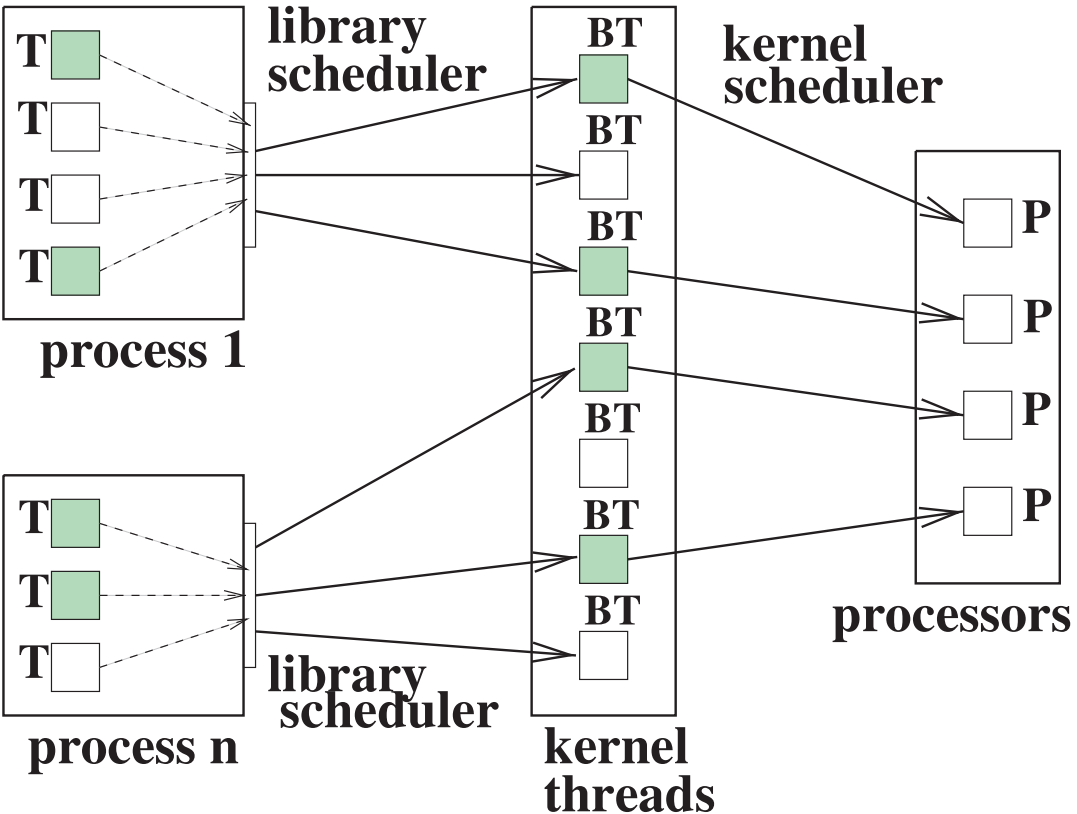 T
T
T
T
process 1
library
scheduler
T
T
T
process n
library
scheduler
BT
BT
BT
BT
BT
BT
BT
kernel
threads
kernel
scheduler
P
P
P
P
processors